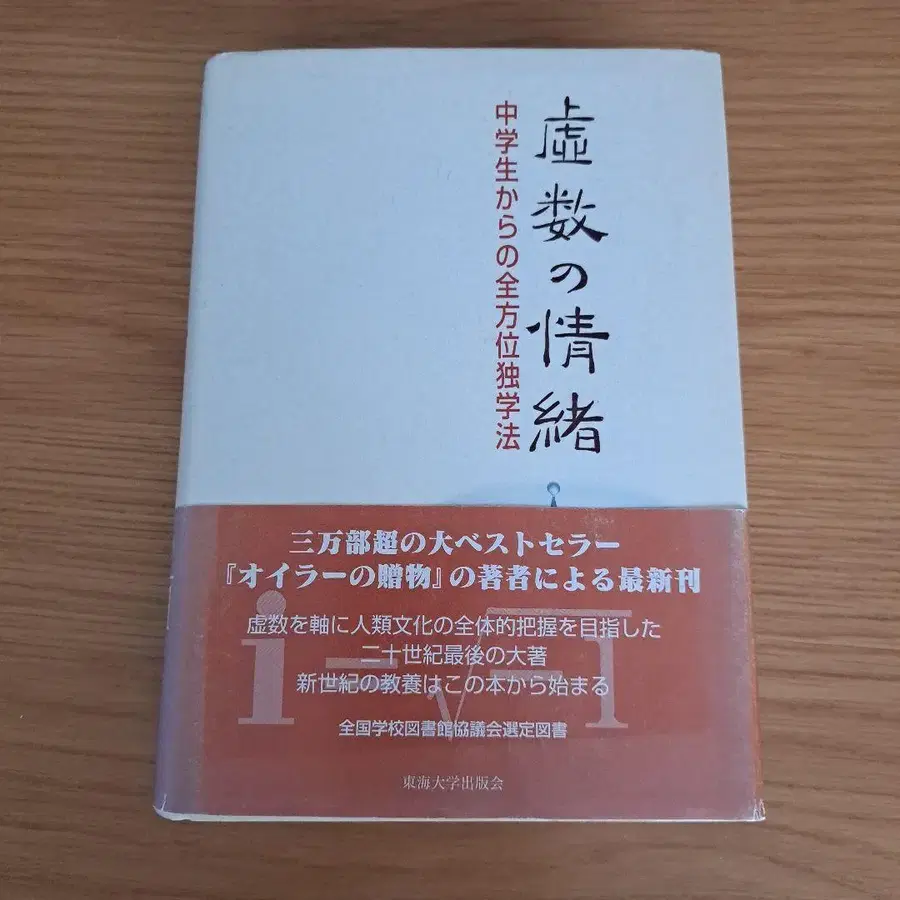 虚数の情緒
中学生からの全方位独学法
三万部超の大ベストセラー
『オイラーの贈物』の著者による最新刊
虚数を軸に人類文化の全体的把握を目指した
二十世紀最後の大著
新世紀の教養はこの本から始まる
i=√-1
全国学校図書館協議会選定図書
東海大学出版会